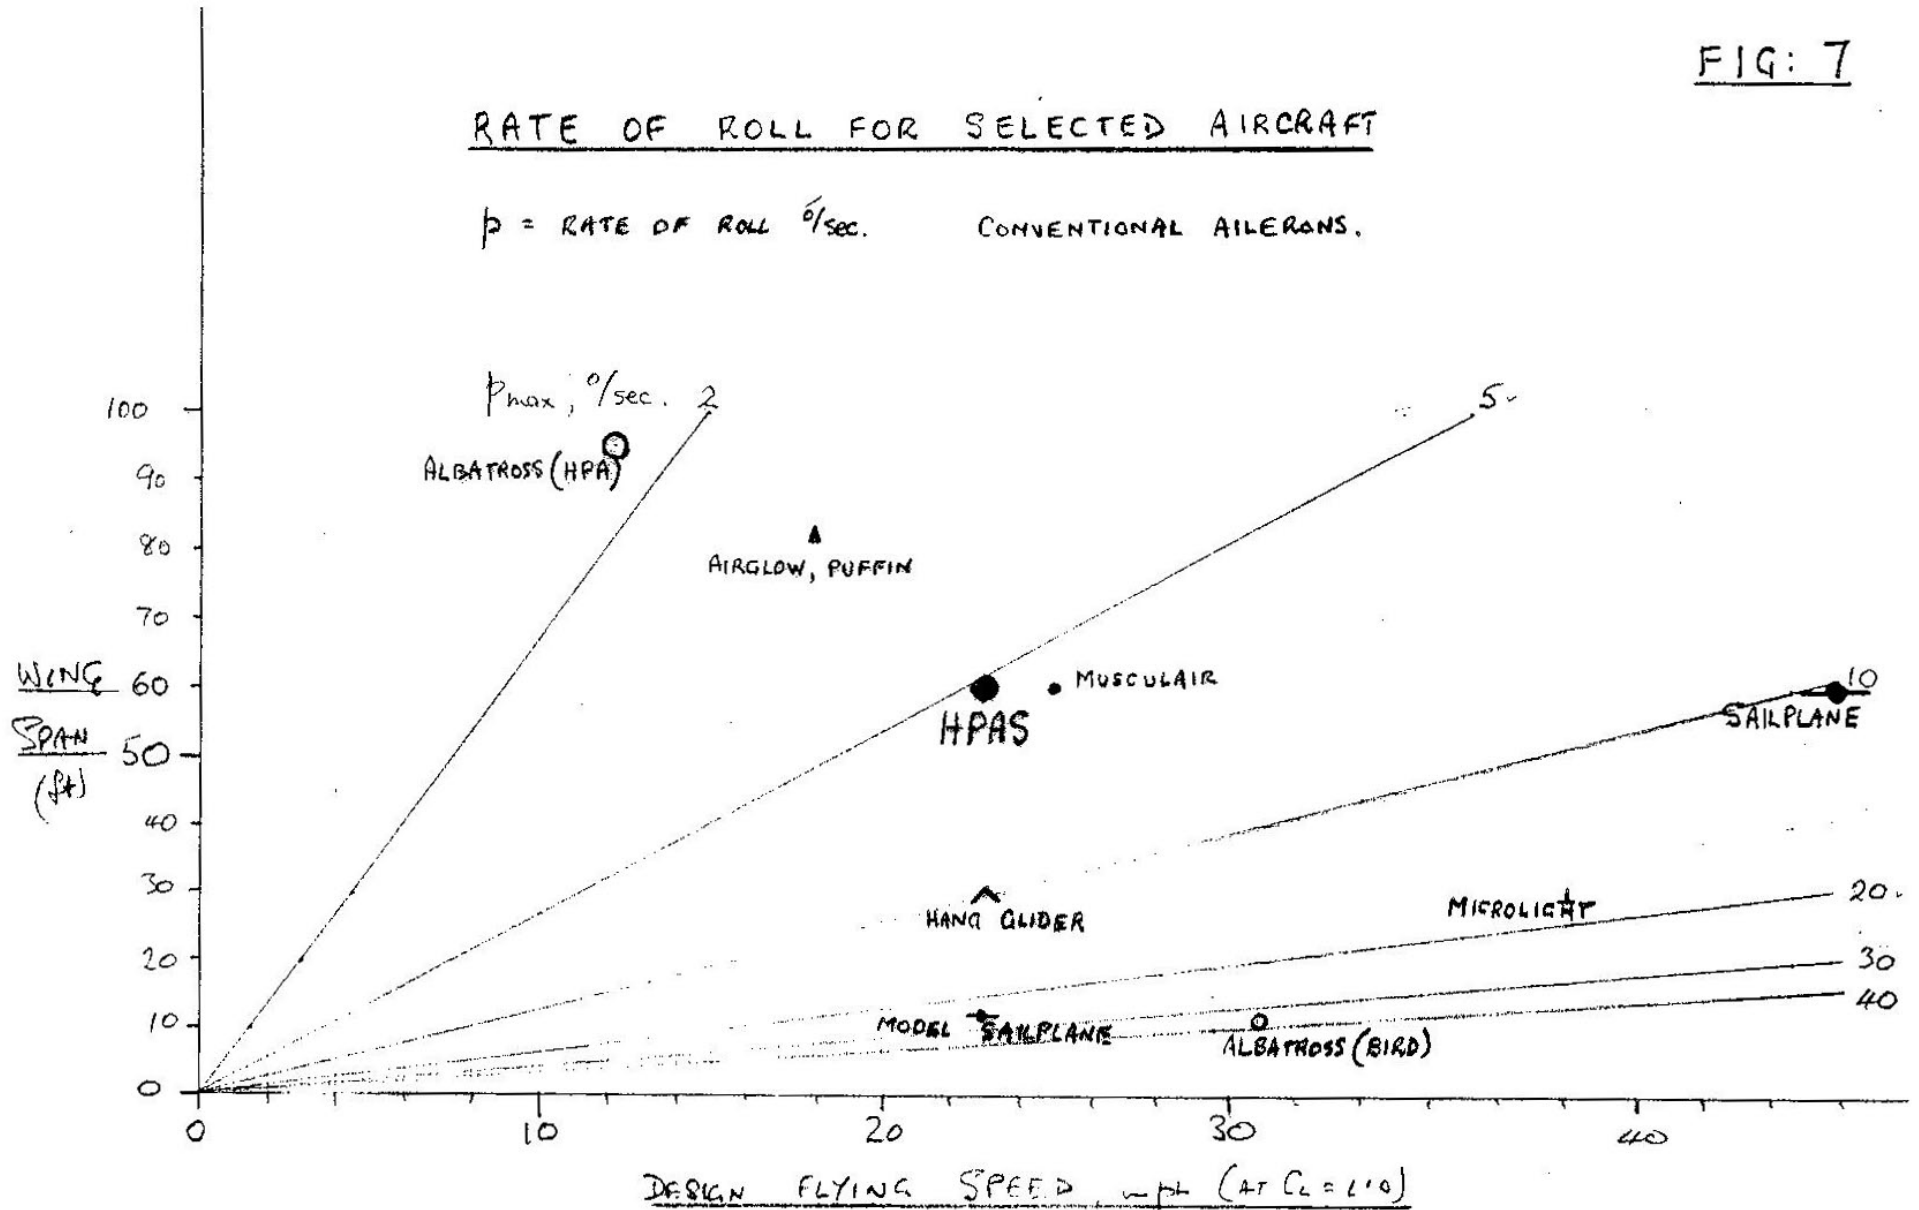 FIG: 7
RATE OF ROLL FOR SELECTED AIRCRAFT
p = RATE OF ROLL °/sec. CONVENTIONAL AILERONS.
Pmax, °/sec. 2
5
100
90
ALBATROSS (HPA)
80
AIRGLOW, PUFFIN
70
WING
SPAN
(ft)
60
MUSCULAIR
10
HPAS
SAILPLANE
50
40
30
HANG GLIDER
MICROLIGHT
20
20
30
40
10
MODEL SAILPLANE
ALBATROSS (BIRD)
0
0 10 20 30 40
DESIGN FLYING SPEED, mph (AT CL = 1.0)